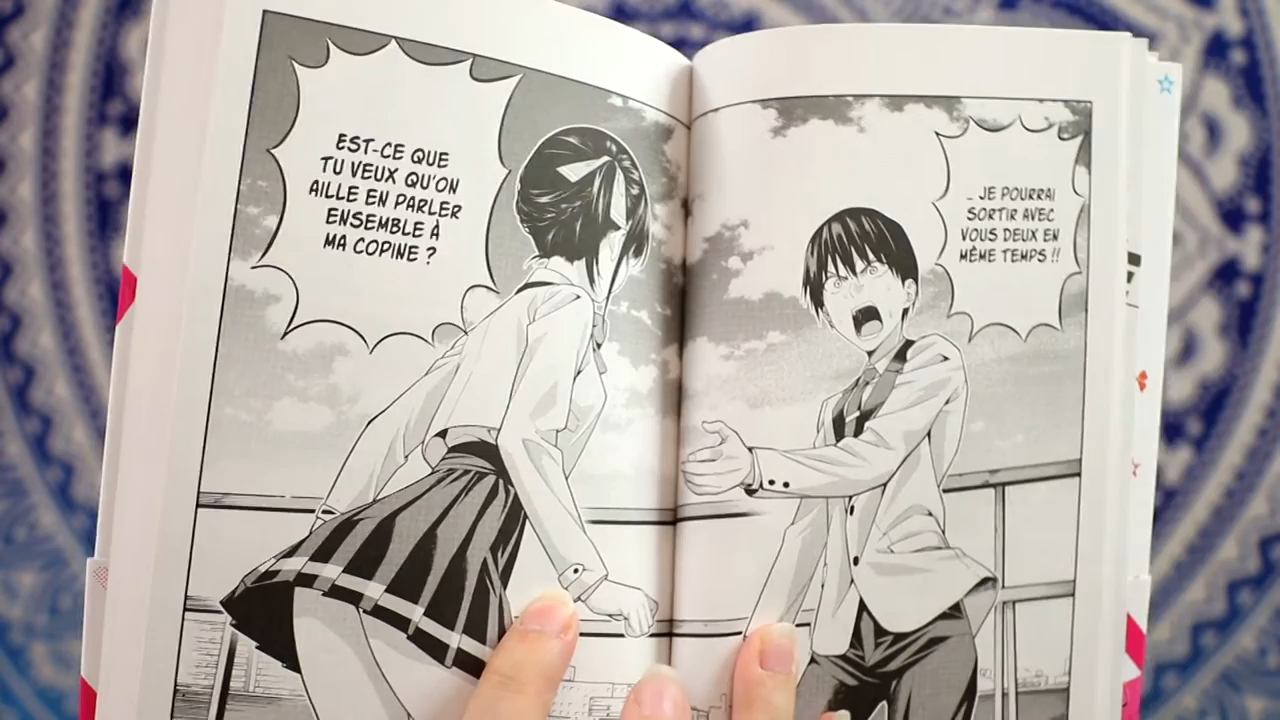 EST-CE QUE
TU VEUX QU'ON
AILLE EN PARLER
ENSEMBLE À
MA COPINE ?
... JE POURRAI
SORTIR AVEC
VOUS DEUX EN
MÊME TEMPS !!